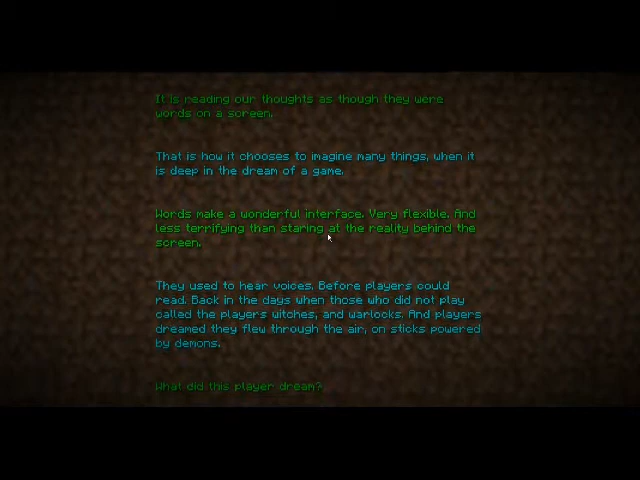 It is reading our thoughts as though they were
words on a screen.
That is how it chooses to imagine many things, when it
is deep in the dream of a game.
Words make a wonderful interface. Very flexible. And
less terrifying than staring at the reality behind the
screen.
They used to hear voices. Before players could
read. Back in the days when those who did not play
called the players witches, and warlocks. And players
dreamed they flew through the air, on sticks powered
by demons.
What did this player dream?